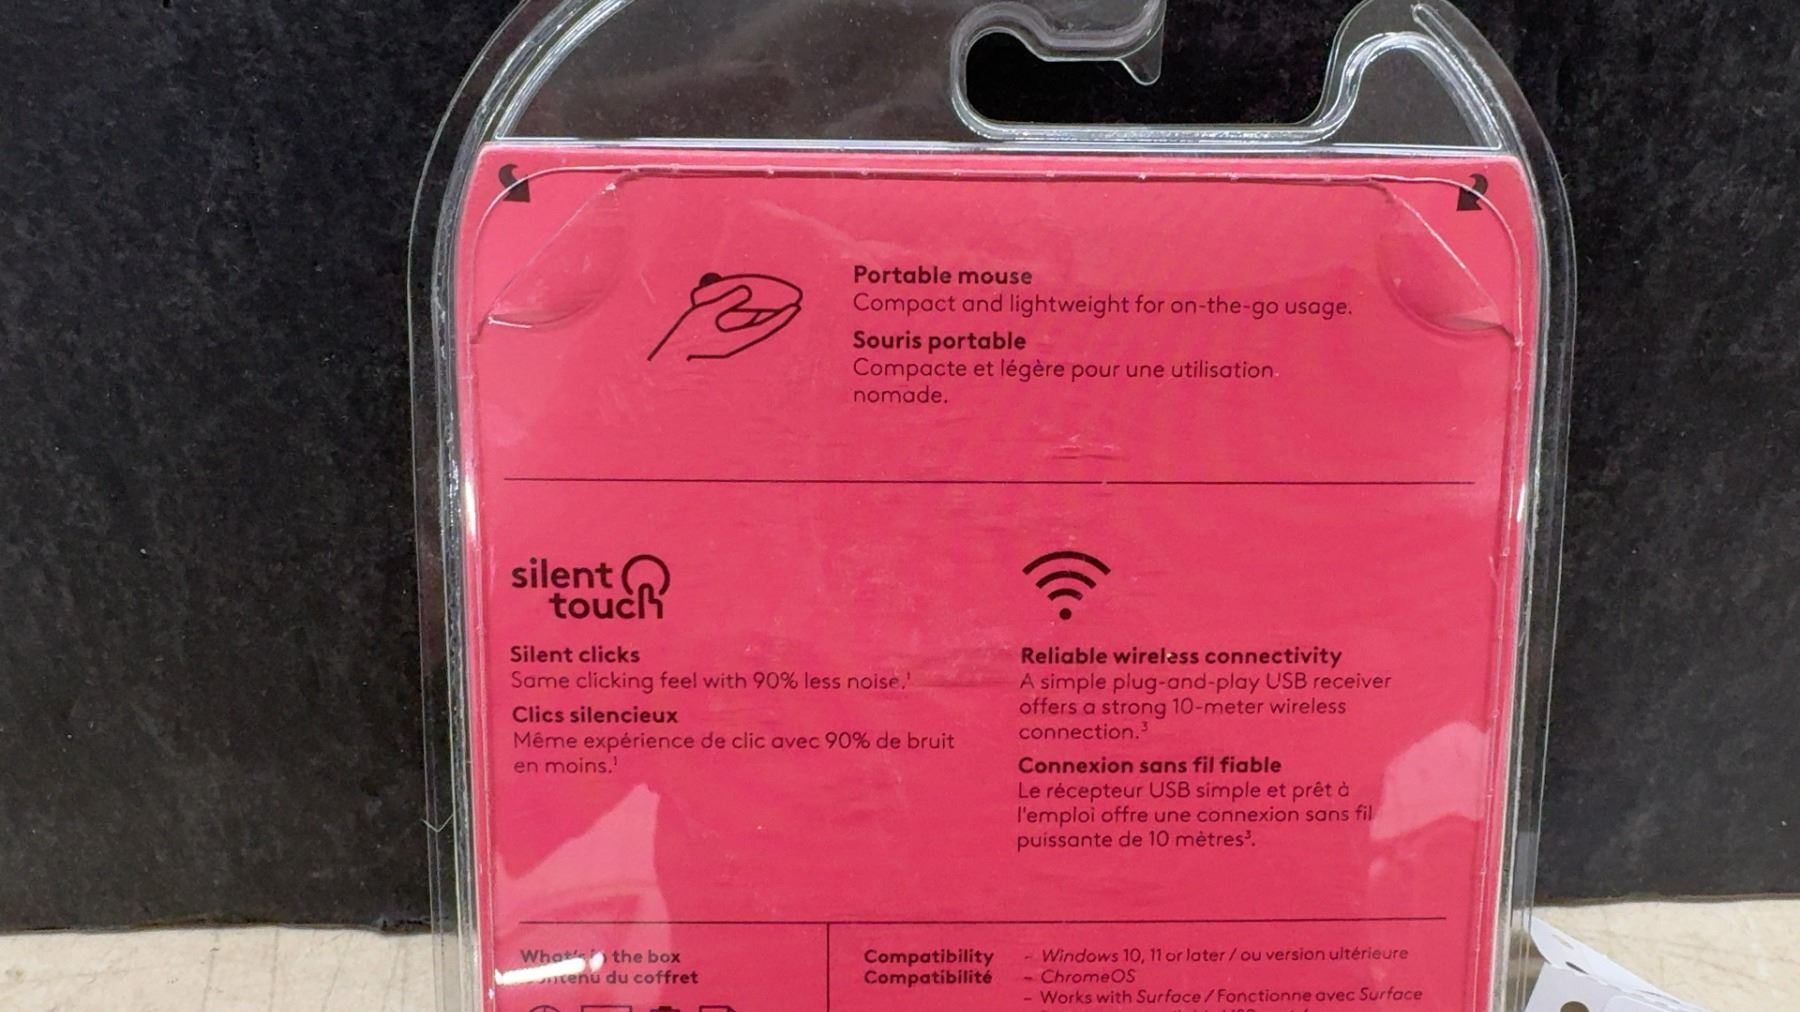 Portable mouse
Compact and lightweight for on-the-go usage.
Souris portable
Compacte et légère pour une utilisation
nomade.
silent
touch
Silent clicks
Same clicking feel with 90% less noise.¹
Clics silencieux
Même expérience de clic avec 90% de bruit
en moins.¹
Reliable wireless connectivity
A simple plug-and-play USB receiver
offers a strong 10-meter wireless
connection.³
Connexion sans fil fiable
Le récepteur USB simple et prêt à
l'emploi offre une connexion sans fil
puissante de 10 mètres³.
What's in the box
du coffret
Compatibility
Compatibilité
- Windows 10, 11 or later / ou version ultérieure
- ChromeOS
- Works with Surface / Fonctionne avec Surface